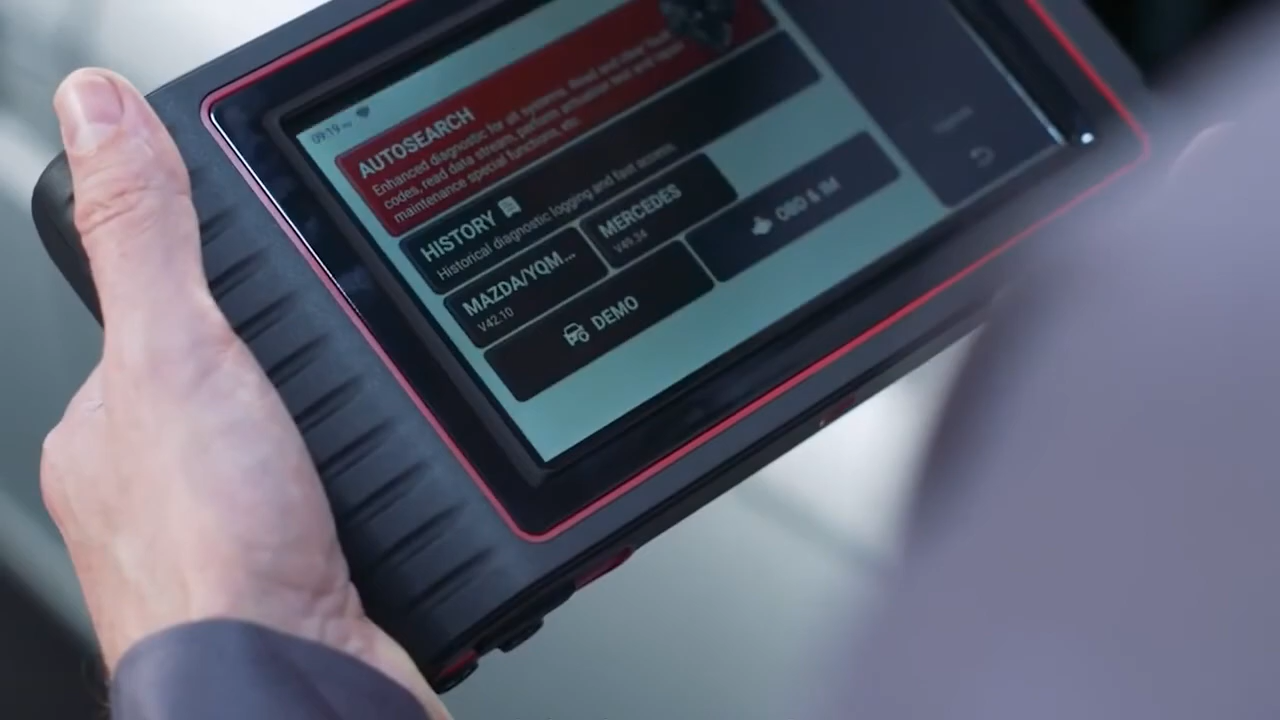 09:19
AUTOSEARCH
Enhanced diagnostic for all systems. Read and clear fault
codes, read data stream, perform actuation test and
maintenance special functions, etc.
HISTORY
Historical diagnostic logging and fast access
MAZDA/YQM...
V42.10
MERCEDES
V49.34
DEMO
OBD & IM